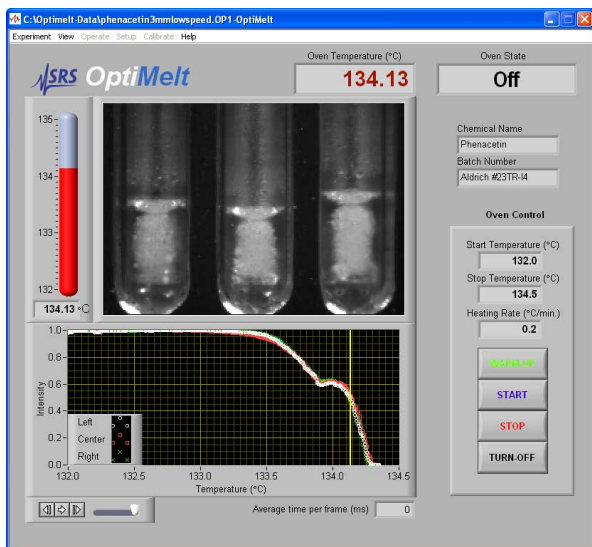 C:\Optimelt-Data\phenacetin3mmlowspeed.OP1-OptiMelt
Experiment View Operate Setup Calibrate Help
SRS OptiMelt
Oven Temperature (°C)
134.13
Oven State
Off
135
134
133
132
134.13 °C
Chemical Name
Phenacetin
Batch Number
Aldrich #23TR-I4
Oven Control
Start Temperature (°C)
132.0
Stop Temperature (°C)
134.5
Heating Rate (°C/min.)
0.2
START
STOP
TURN-OFF
1.0
0.8
0.6
0.4
0.2
0.0
Intensity
Left
Center
Right
132.0 132.5 133.0 133.5 134.0 134.5
Temperature (°C)
Average time per frame (ms) 0